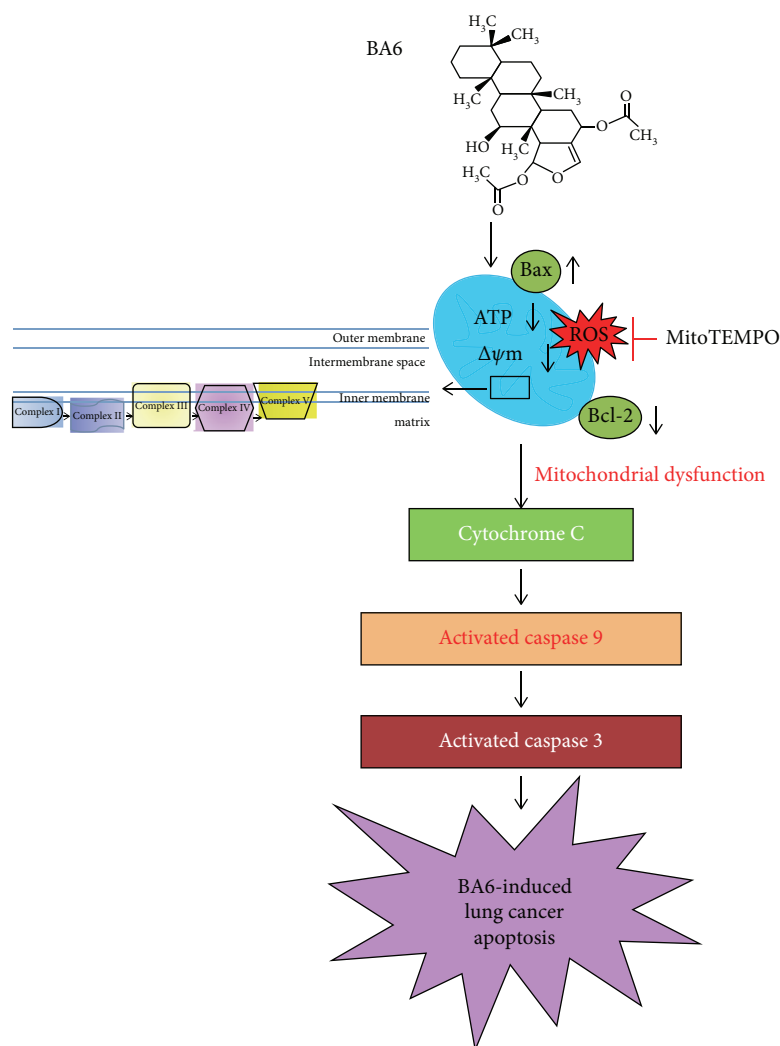 BA6
H₃C
CH₃
H₃C
CH₃
H₃C
HO
O
O
CH₃
H₃C
O
O
O
Bax
ATP
ROS
MitoTEMPO
Δψm
Bcl-2
Outer membrane
Intermembrane space
Inner membrane
matrix
Complex I
Complex II
Complex III
Complex IV
Complex V
Mitochondrial dysfunction
Cytochrome C
Activated caspase 9
Activated caspase 3
BA6-induced
lung cancer
apoptosis